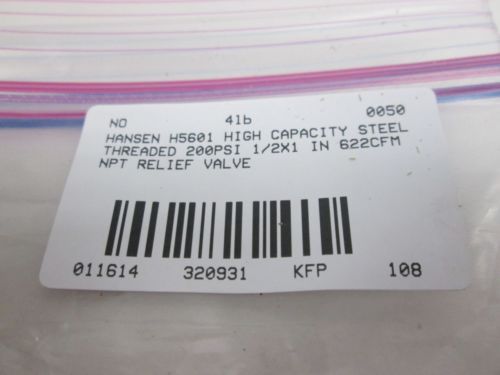 NO 41b 0050
HANSEN H5601 HIGH CAPACITY STEEL
THREADED 200PSI 1/2X1 IN 622CFM
NPT RELIEF VALVE
011614 320931 KFP 108